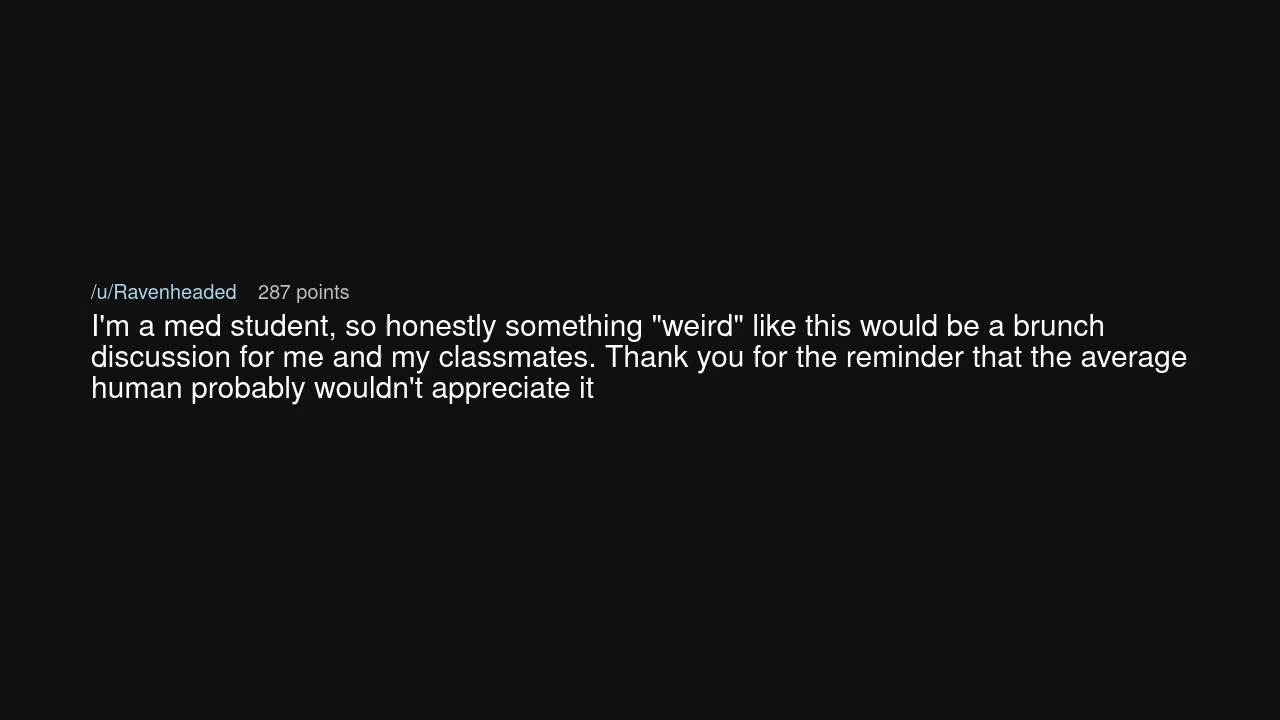 /u/Ravenheaded 287 points
I'm a med student, so honestly something "weird" like this would be a brunch
discussion for me and my classmates. Thank you for the reminder that the average
human probably wouldn't appreciate it